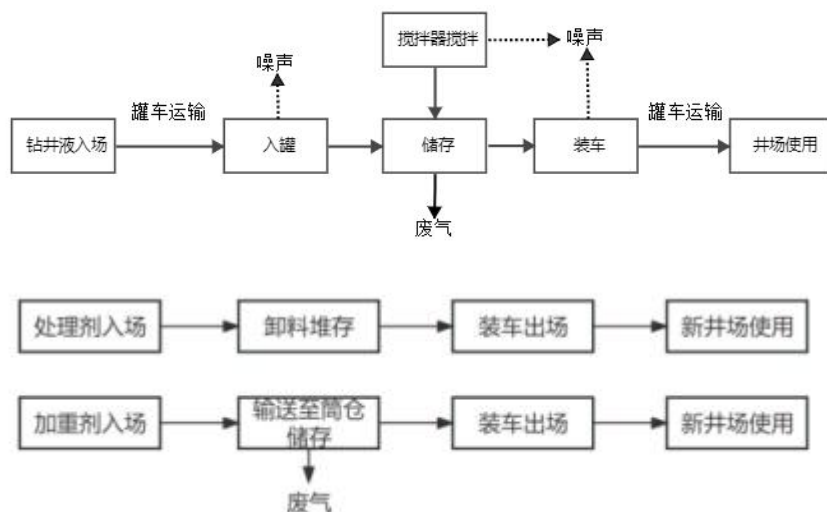 搅拌器搅拌
噪声
噪声
罐车运输
罐车运输
钻井液入场
入罐
储存
装车
井场使用
废气
处理剂入场
卸料堆存
装车出场
新井场使用
加重剂入场
输送至筒仓
储存
装车出场
新井场使用
废气